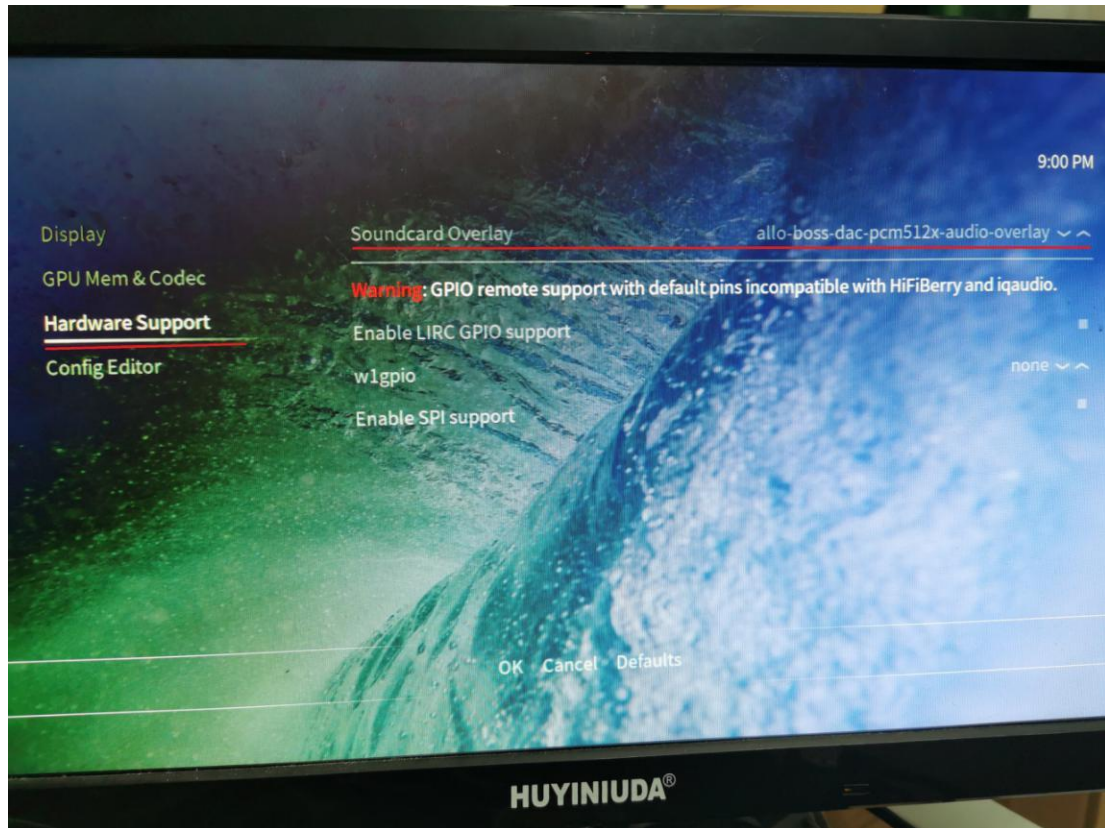 9:00 PM
Display
GPU Mem & Codec
Hardware Support
Config Editor
Soundcard Overlay allo-boss-dac-pcm512x-audio-overlay
Warning: GPIO remote support with default pins incompatible with HiFiBerry and iqaudio.
Enable LIRC GPIO support
w1gpio none
Enable SPI support
OK Cancel Defaults
HUYINIUDA®